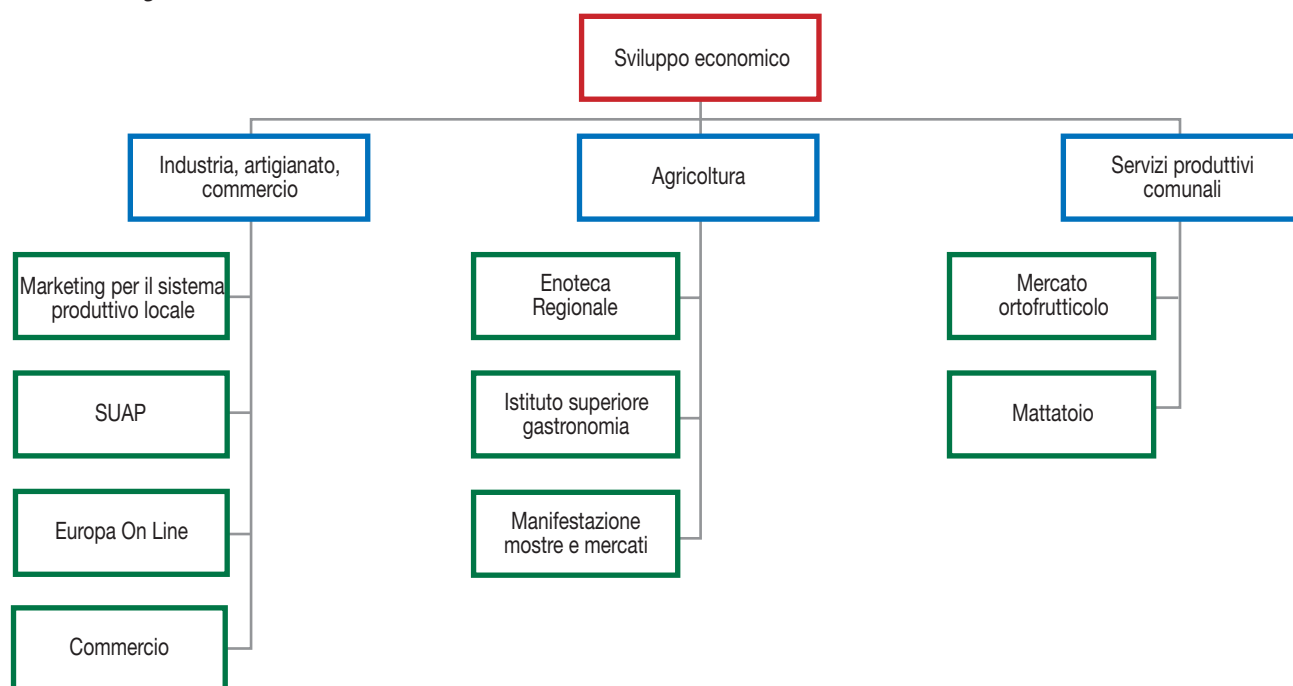 Sviluppo economico
Industria, artigianato,
commercio
Agricoltura
Servizi produttivi
comunali
Marketing per il sistema
produttivo locale
Enoteca
Regionale
Mercato
ortofrutticolo
SUAP
Istituto superiore
gastronomia
Mattatoio
Europa On Line
Manifestazione
mostre e mercati
Commercio